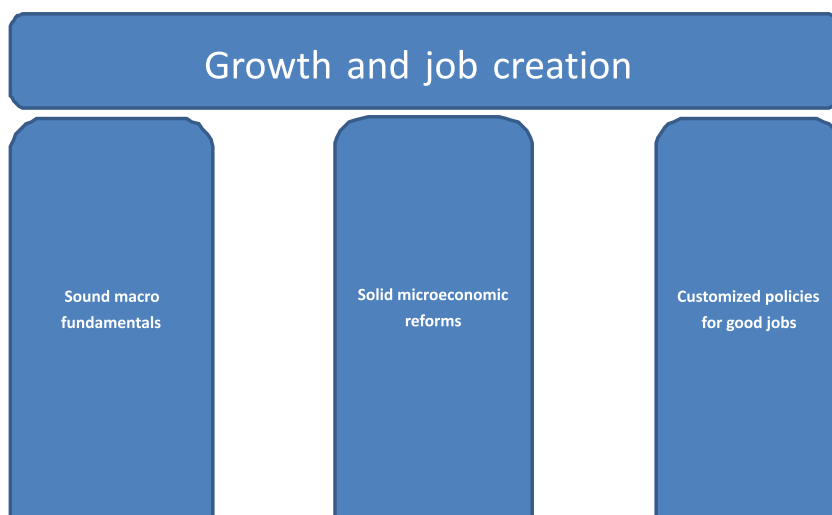 Growth and job creation
Sound macro
fundamentals
Solid microeconomic
reforms
Customized policies
for good jobs